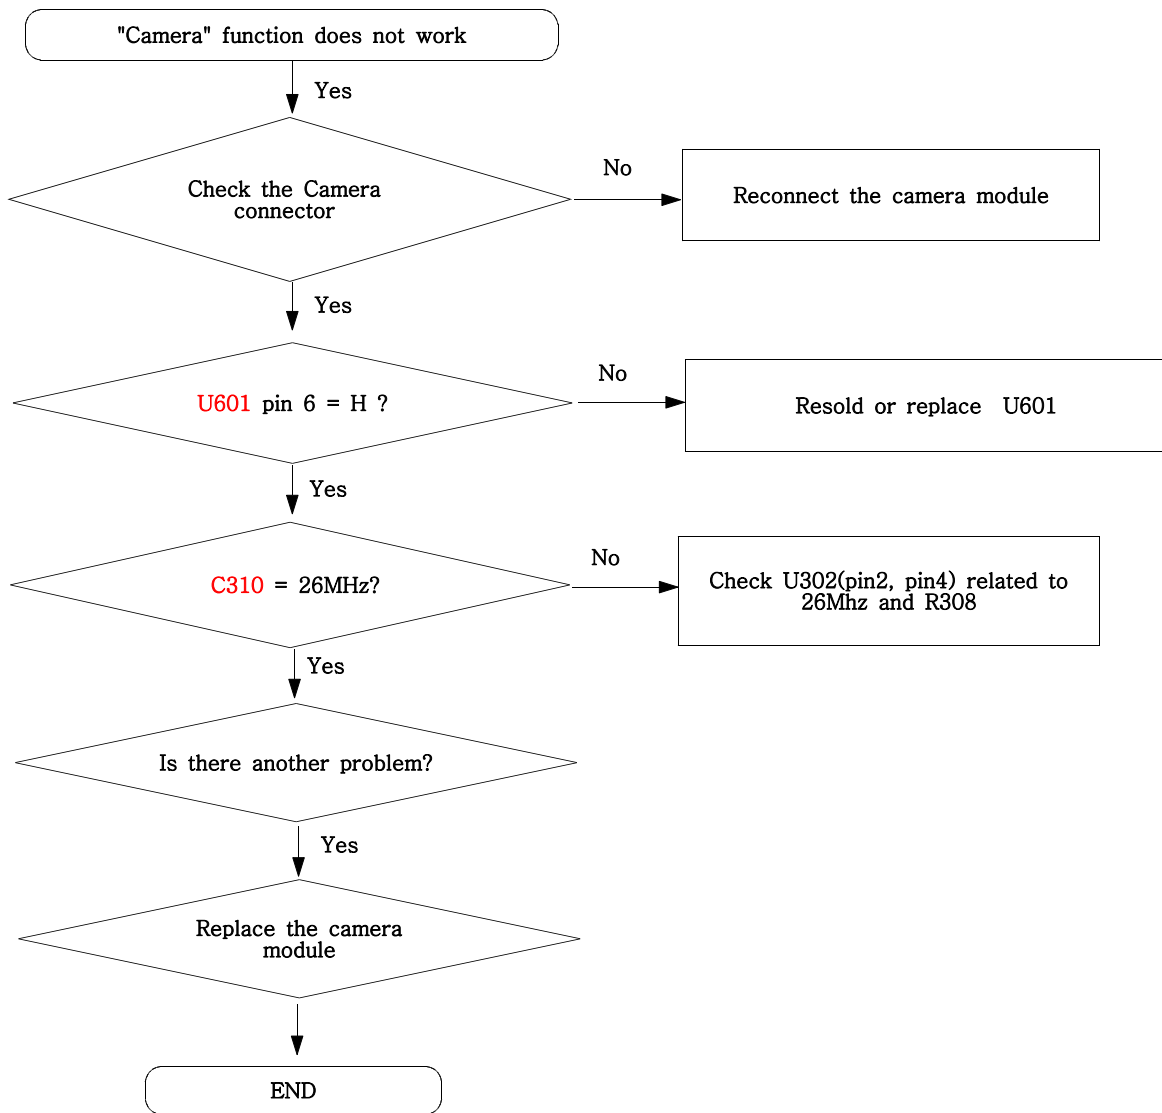 "Camera" function does not work
Yes
Check the Camera
connector
No
Reconnect the camera module
Yes
U601 pin 6 = H ?
No
Resold or replace U601
Yes
C310 = 26MHz?
No
Check U302(pin2, pin4) related to
26Mhz and R308
Yes
Is there another problem?
Yes
Replace the camera
module
END